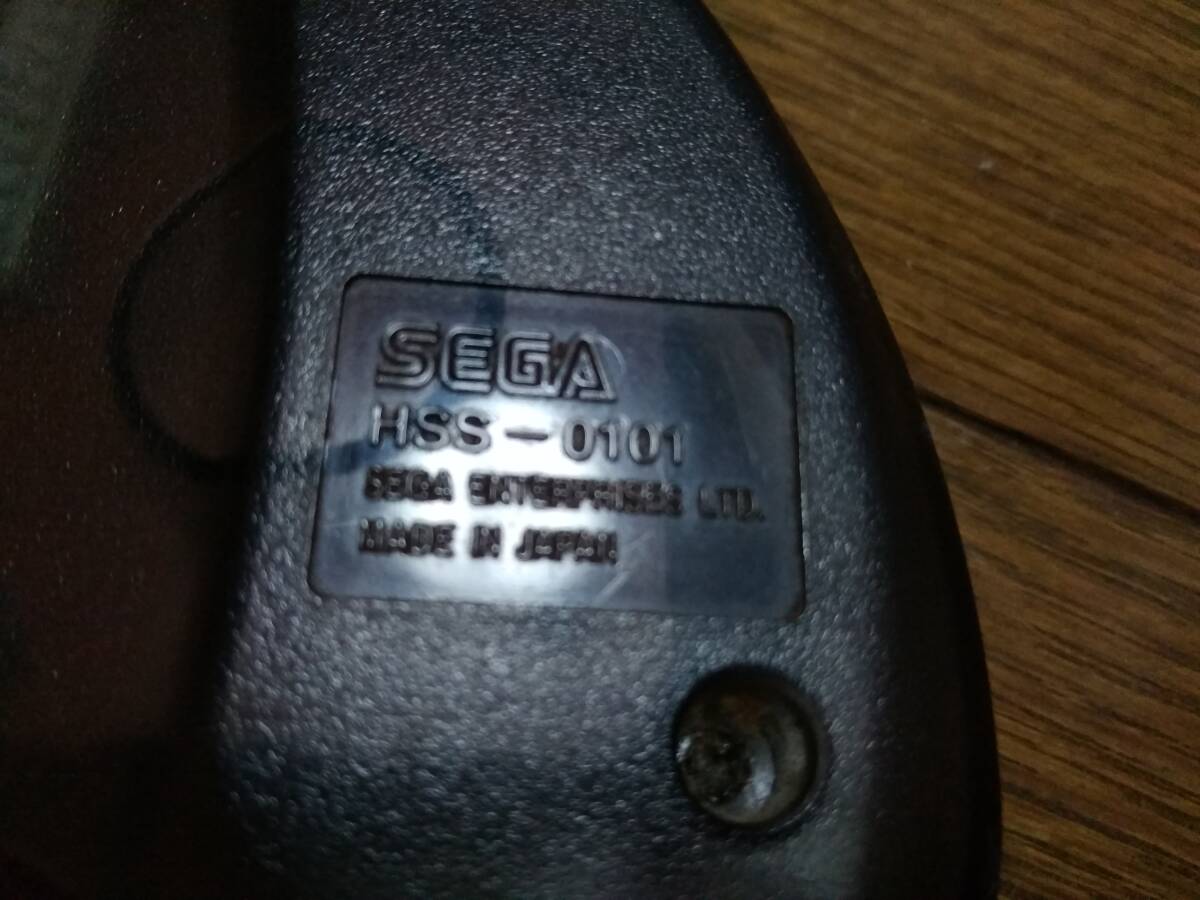 SEGA
HSS-0101
SEGA ENTERPRISES LTD.
MADE IN JAPAN